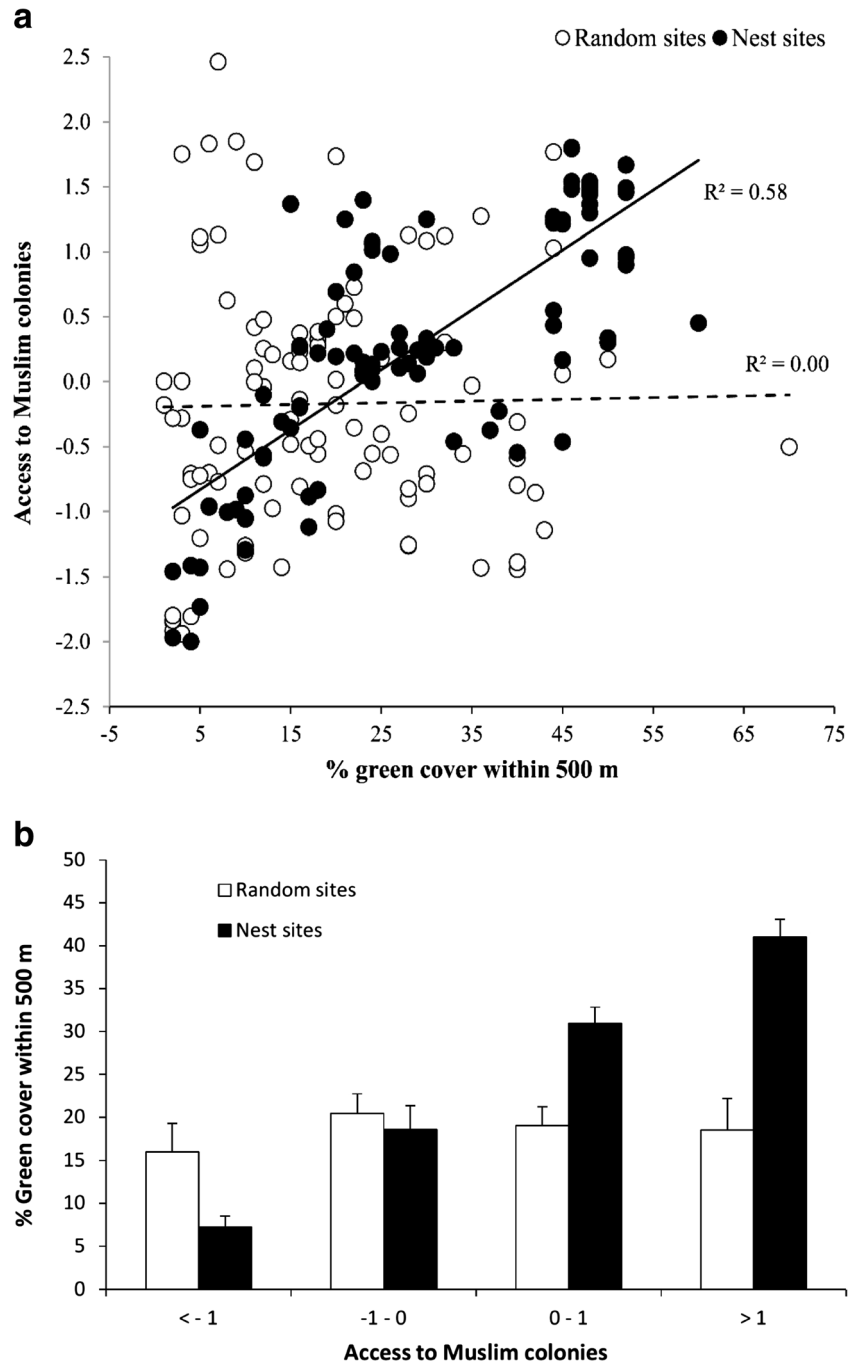 a
Random sites Nest sites
2.5
2.0
1.5
1.0
0.5
0.0
-0.5
-1.0
-1.5
-2.0
-2.5
Access to Muslim colonies
R² = 0.58
R² = 0.00
-5 5 15 25 35 45 55 65 75
% green cover within 500 m
b
50
45
40
35
30
25
20
15
10
5
0
% Green cover within 500 m
Random sites
Nest sites
< - 1 -1 - 0 0 - 1 > 1
Access to Muslim colonies